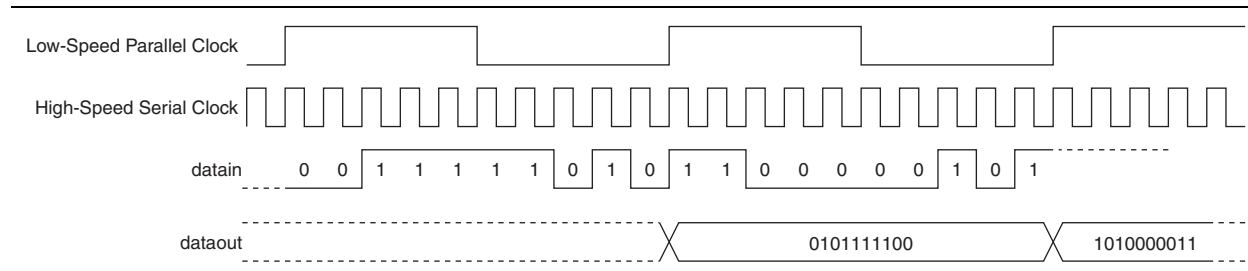 Low-Speed Parallel Clock
High-Speed Serial Clock
datain 0 0 1 1 1 1 1 0 1 0 1 1 0 0 0 0 0 1 0 1
dataout 0101111100 1010000011